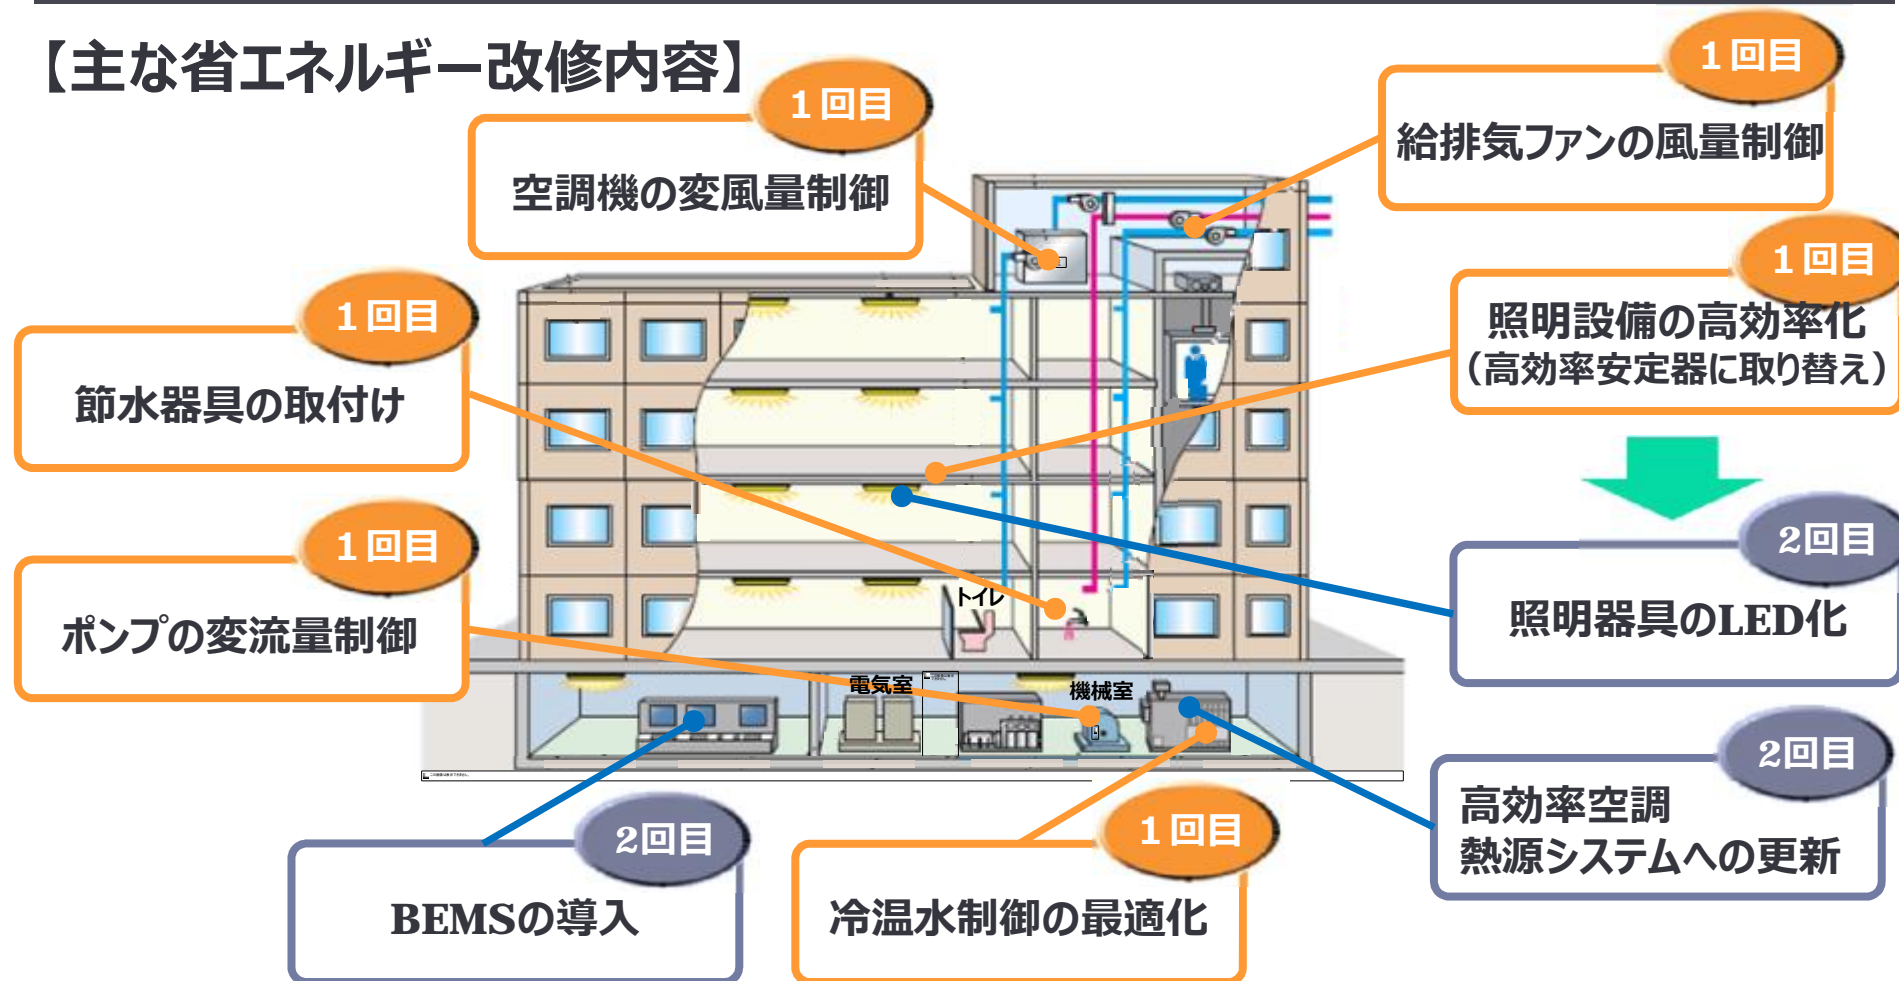 【主な省エネルギー改修内容】
1回目
空調機の変風量制御
1回目
給排気ファンの風量制御
1回目
節水器具の取付け
1回目
照明設備の高効率化
（高効率安定器に取り替え）
1回目
ポンプの変流量制御
2回目
照明器具のLED化
トイレ
電気室
機械室
2回目
BEMSの導入
1回目
冷温水制御の最適化
2回目
高効率空調
熱源システムへの更新